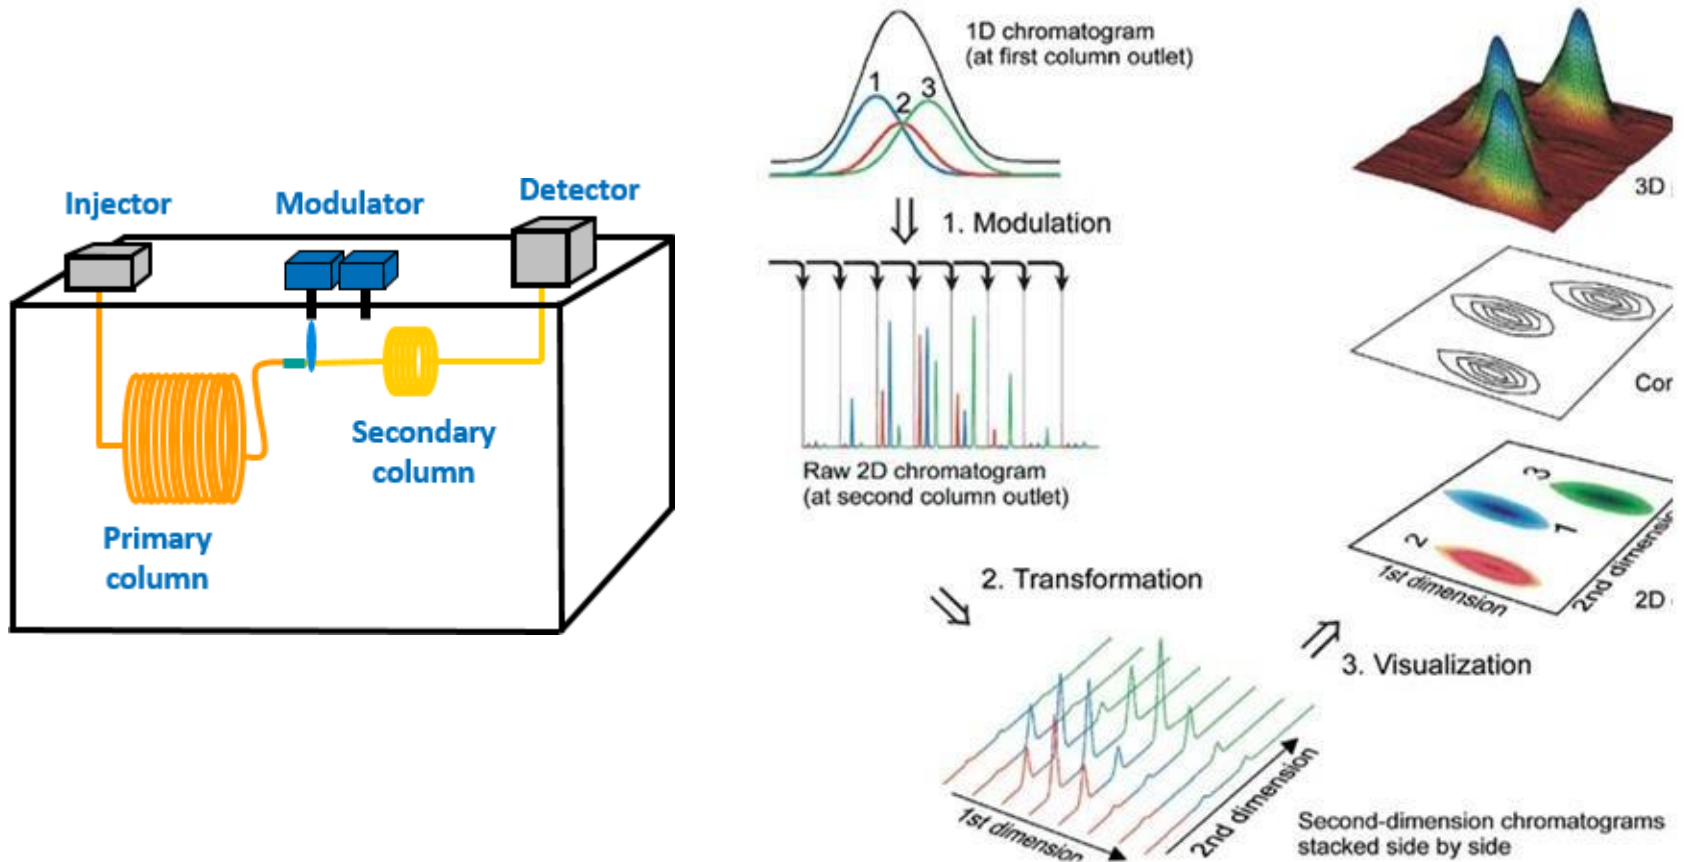 Injector
Modulator
Detector
Secondary
column
Primary
column
1D chromatogram
(at first column outlet)
1
2
3
1. Modulation
Raw 2D chromatogram
(at second column outlet)
2. Transformation
1st dimension
2nd dimension
Second-dimension chromatograms
stacked side by side
3. Visualization
3D
Cor
3
1
2
1st dimension
2nd dimension
2D